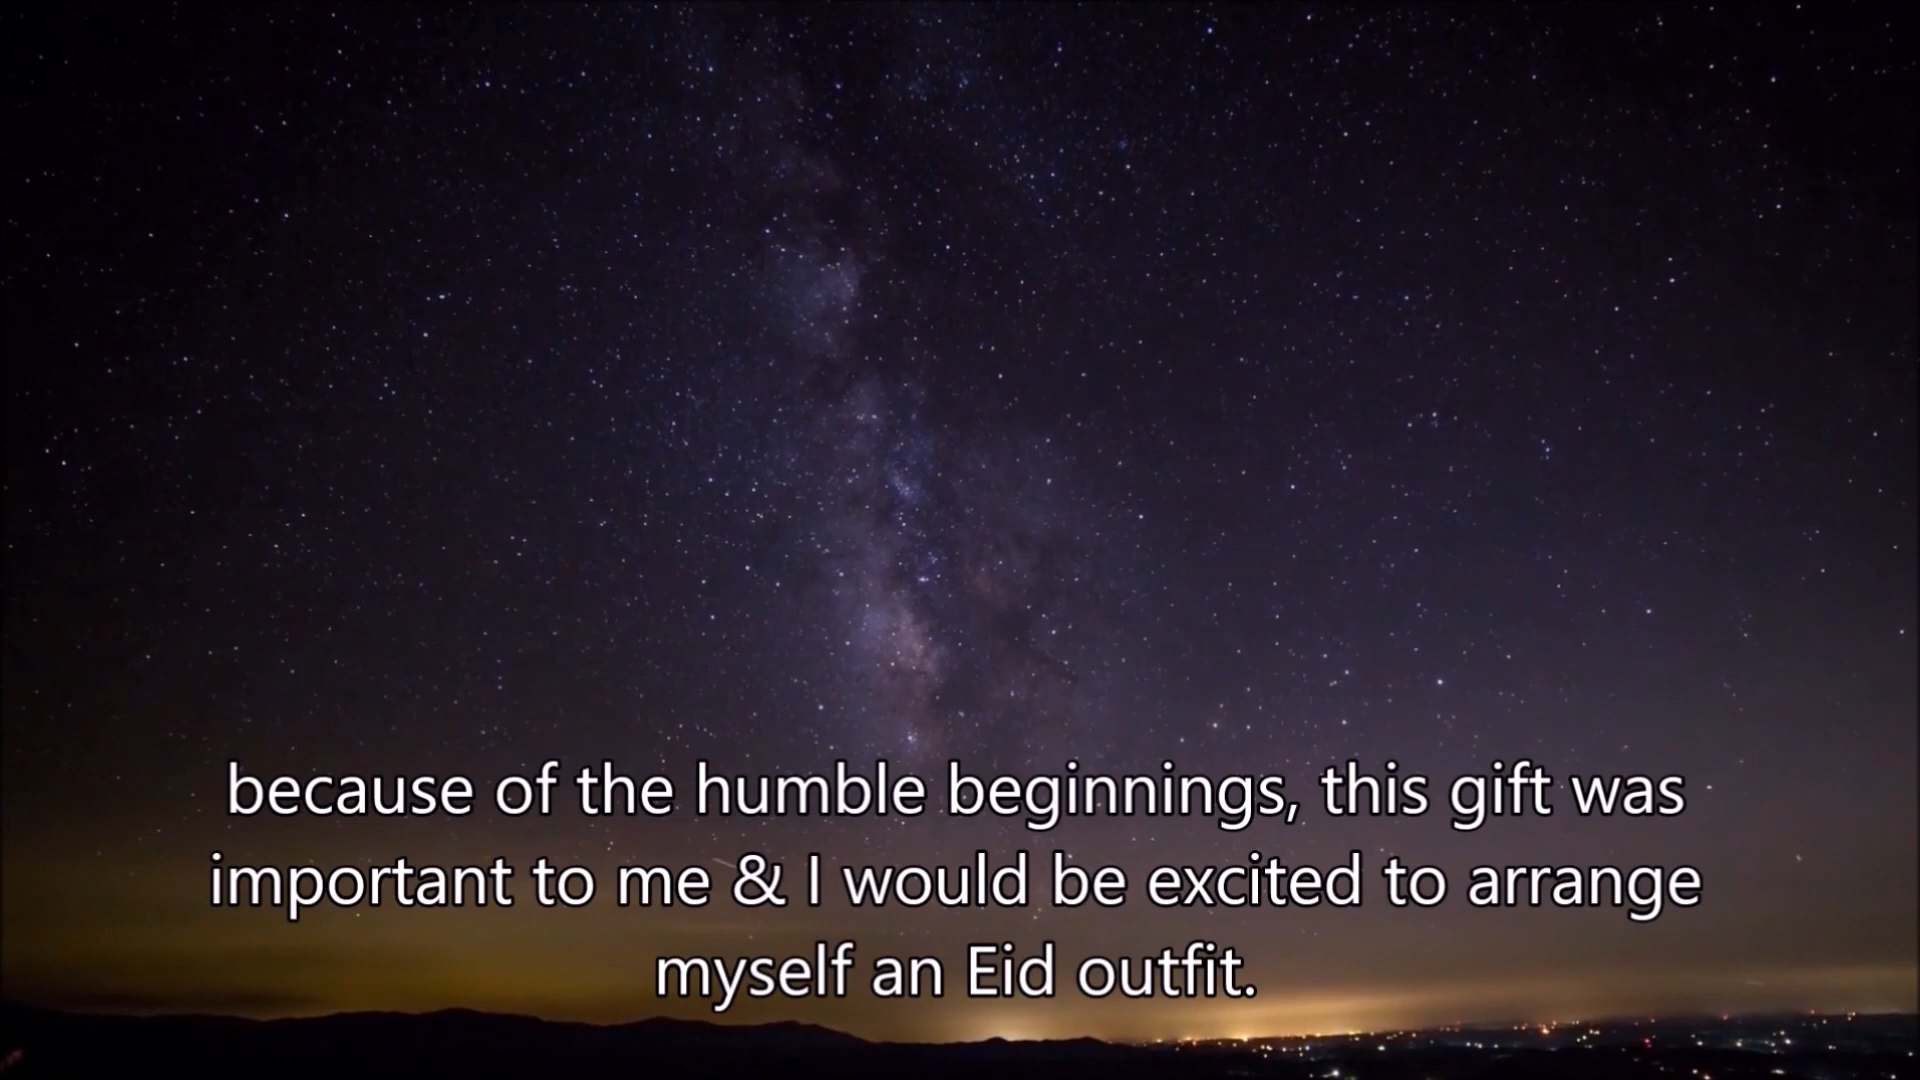 because of the humble beginnings, this gift was
important to me & I would be excited to arrange
myself an Eid outfit.